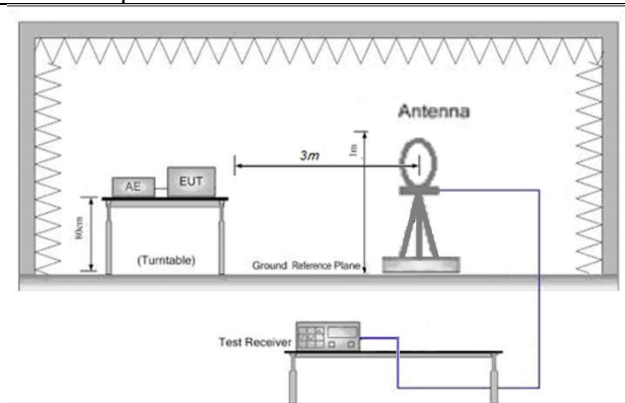 Antenna
3m
1m
AE
EUT
80cm
(Turntable)
Ground Reference Plane
Test Receiver